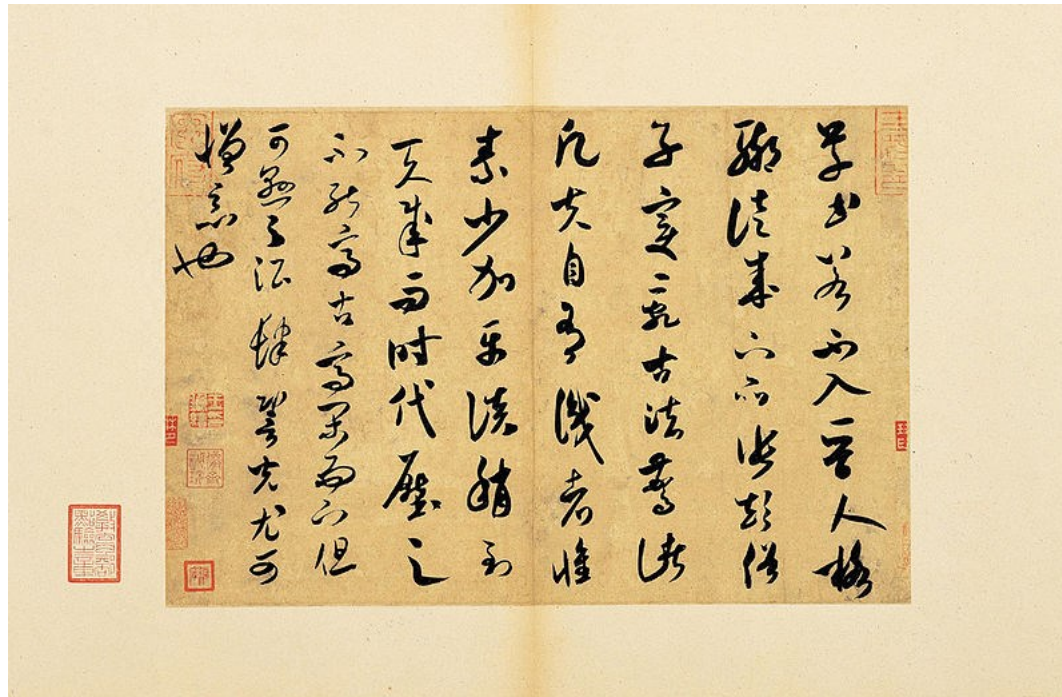 草書若不入晉人格
輒徒成下品張顛俗
子變亂古法驚諸
凡夫自有識者懷
素少加平淡稍到
天成而時代壓之
不能高古高閑而下但
可懸之酒肆䛒光尤可
憎惡也